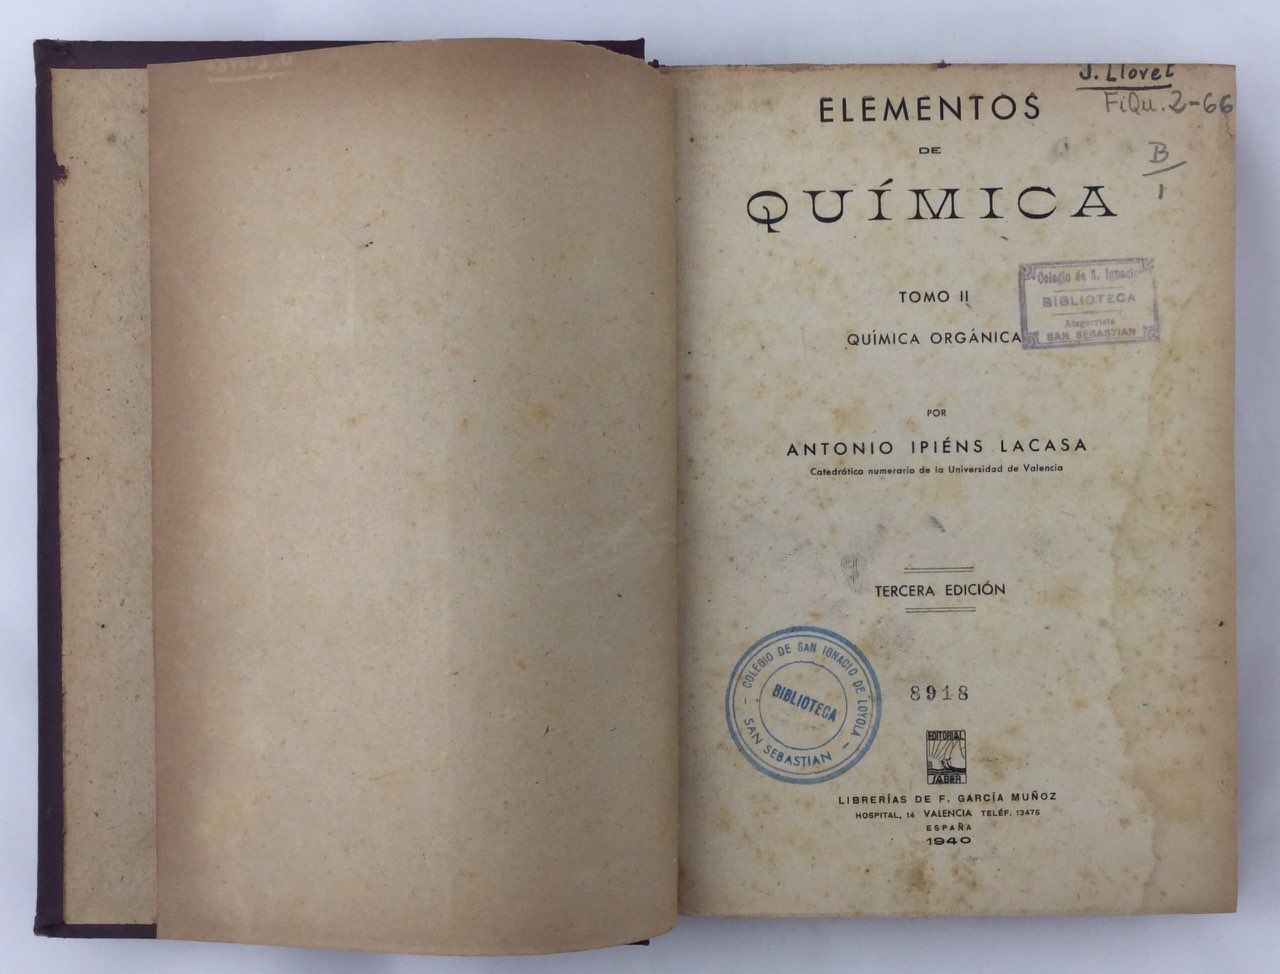 J. Llovet
FiQu. 2-66
B
1
ELEMENTOS
DE
QUÍMICA
Colegio de S. Ignacio
BIBLIOTECA
Ategorrieta
SAN SEBASTIAN
TOMO II
QUÍMICA ORGÁNICA
POR
ANTONIO IPIÉNS LACASA
Catedrático numerario de la Universidad de Valencia
TERCERA EDICIÓN
COLEGIO DE SAN IGNACIO DE LOYOLA
BIBLIOTECA
SAN SEBASTIAN
8918
EDITORIAL
SABER
LIBRERÍAS DE F. GARCÍA MUÑOZ
HOSPITAL, 14 VALENCIA TELÉF. 13475
ESPAÑA
1940